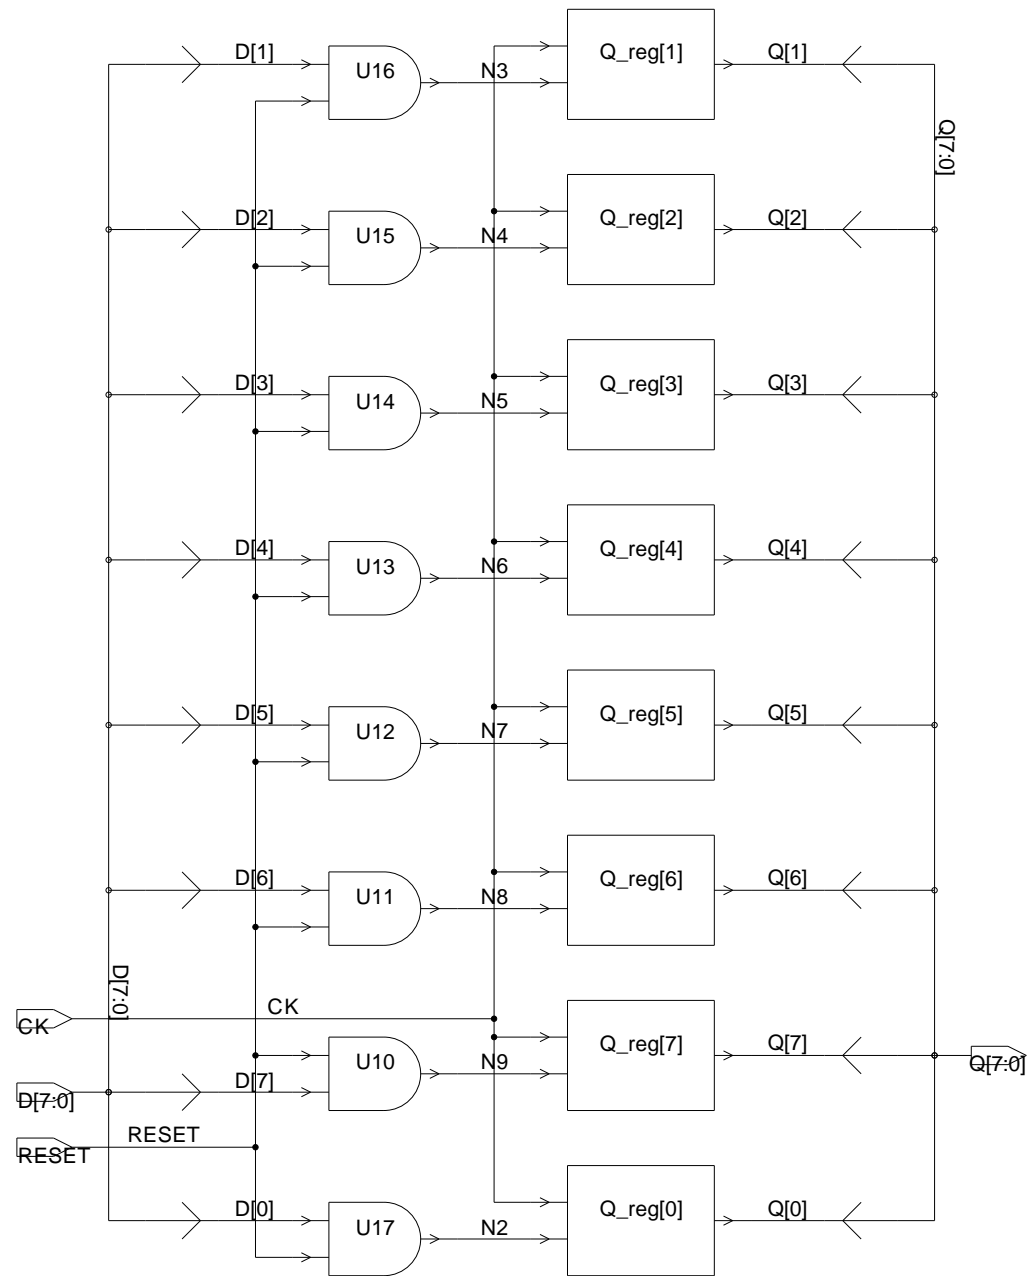 D[1]
U16
N3
Q_reg[1]
Q[1]
Q[7:0]
D[2]
U15
N4
Q_reg[2]
Q[2]
D[3]
U14
N5
Q_reg[3]
Q[3]
D[4]
U13
N6
Q_reg[4]
Q[4]
D[5]
U12
N7
Q_reg[5]
Q[5]
D[6]
U11
N8
Q_reg[6]
Q[6]
D[7:0]
CK
CK
U10
N9
Q_reg[7]
Q[7]
Q[7:0]
D[7]
D[7:0]
RESET
RESET
D[0]
U17
N2
Q_reg[0]
Q[0]